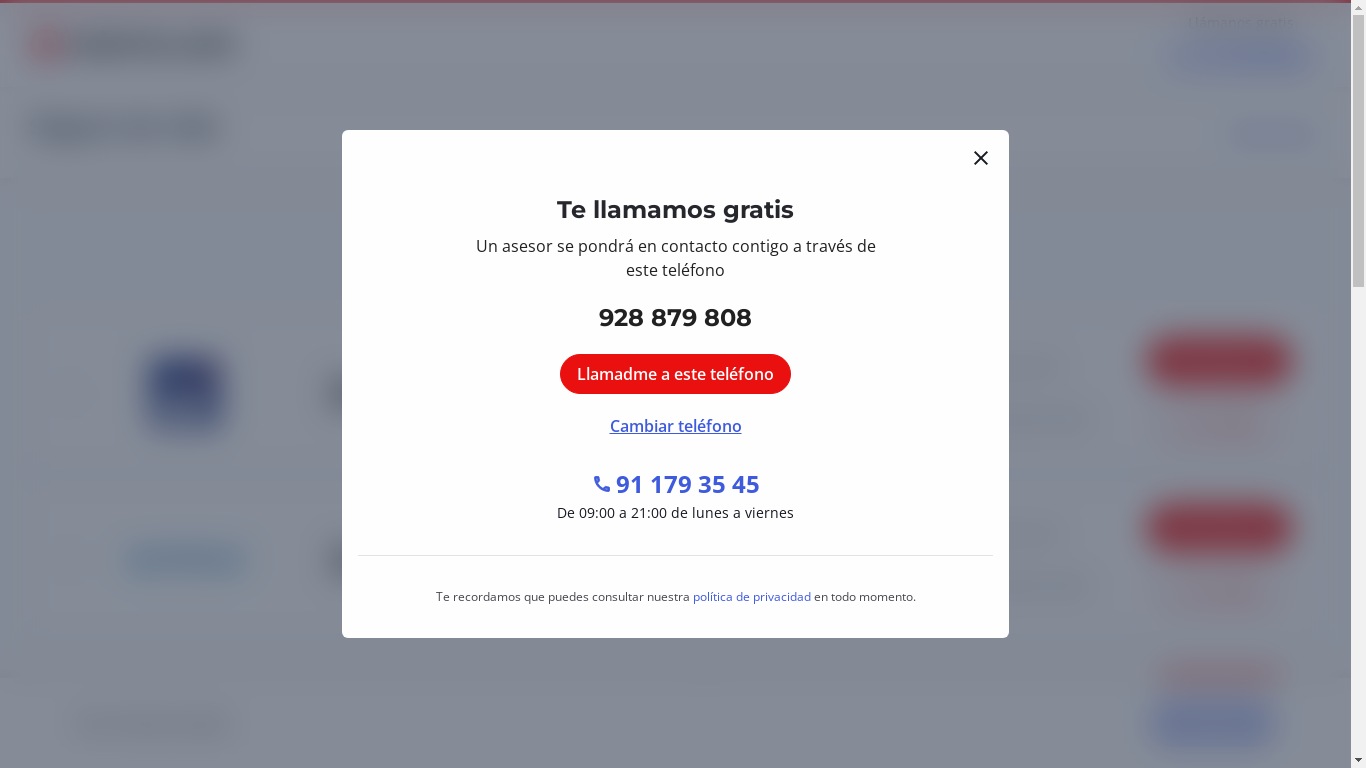 Llámanos gratis
Te llamamos gratis
Un asesor se pondrá en contacto contigo a través de
este teléfono
928 879 808
Llamadme a este teléfono
Cambiar teléfono
91 179 35 45
De 09:00 a 21:00 de lunes a viernes
Te recordamos que puedes consultar nuestra política de privacidad en todo momento.